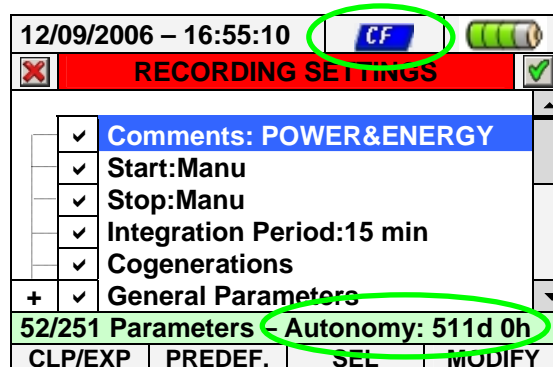 12/09/2006 – 16:55:10 CF
RECORDING SETTINGS
Comments: POWER&ENERGY
Start:Manu
Stop:Manu
Integration Period:15 min
Cogenerations
+ General Parameters
52/251 Parameters – Autonomy: 511d 0h
CLP/EXP PREDEF. SEL MODIFY